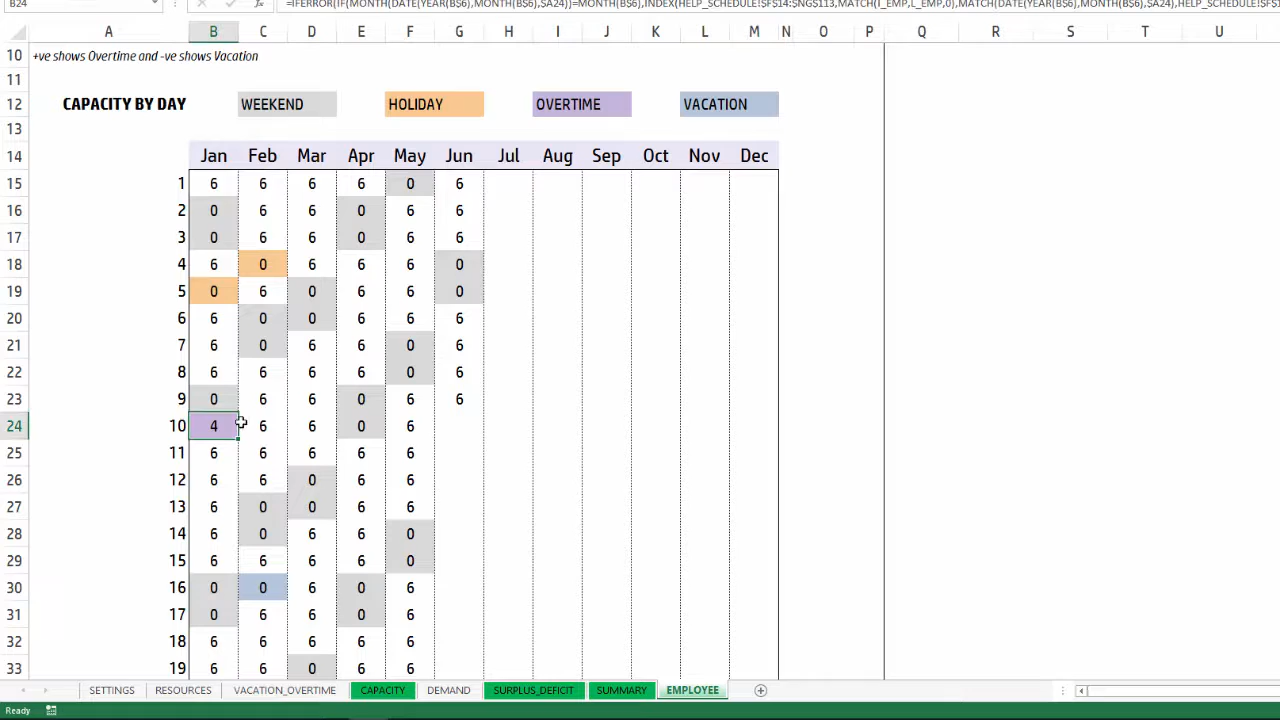 B24 =IFERROR(IF(MONTH(DATE(YEAR(B$6),MONTH(B$6),$A24))=MONTH(B$6),INDEX(HELP_SCHEDULE!$F$14:$NG$113,MATCH(I_EMP,L_EMP,0),MATCH(DATE(YEAR(B$6),MONTH(B$6),$A24),HELP_SCHEDULE!$F$1
A B C D E F G H I J K L M N O P Q R S T U
10 +ve shows Overtime and -ve shows Vacation
11
12 CAPACITY BY DAY WEEKEND HOLIDAY OVERTIME VACATION
13
14 Jan Feb Mar Apr May Jun Jul Aug Sep Oct Nov Dec
15 1 6 6 6 6 0 6
16 2 0 6 6 0 6 6
17 3 0 6 6 0 6 6
18 4 6 0 6 6 6 0
19 5 0 6 0 6 6 0
20 6 6 0 0 6 6 6
21 7 6 0 6 6 0 6
22 8 6 6 6 6 0 6
23 9 0 6 6 0 6 6
24 10 4 6 6 0 6
25 11 6 6 6 6 6
26 12 6 6 0 6 6
27 13 6 0 0 6 6
28 14 6 0 6 6 0
29 15 6 6 6 6 0
30 16 0 0 6 0 6
31 17 0 6 6 0 6
32 18 6 6 6 6 6
33 19 6 6 0 6 6
SETTINGS RESOURCES VACATION_OVERTIME CAPACITY DEMAND SURPLUS_DEFICIT SUMMARY EMPLOYEE
Ready